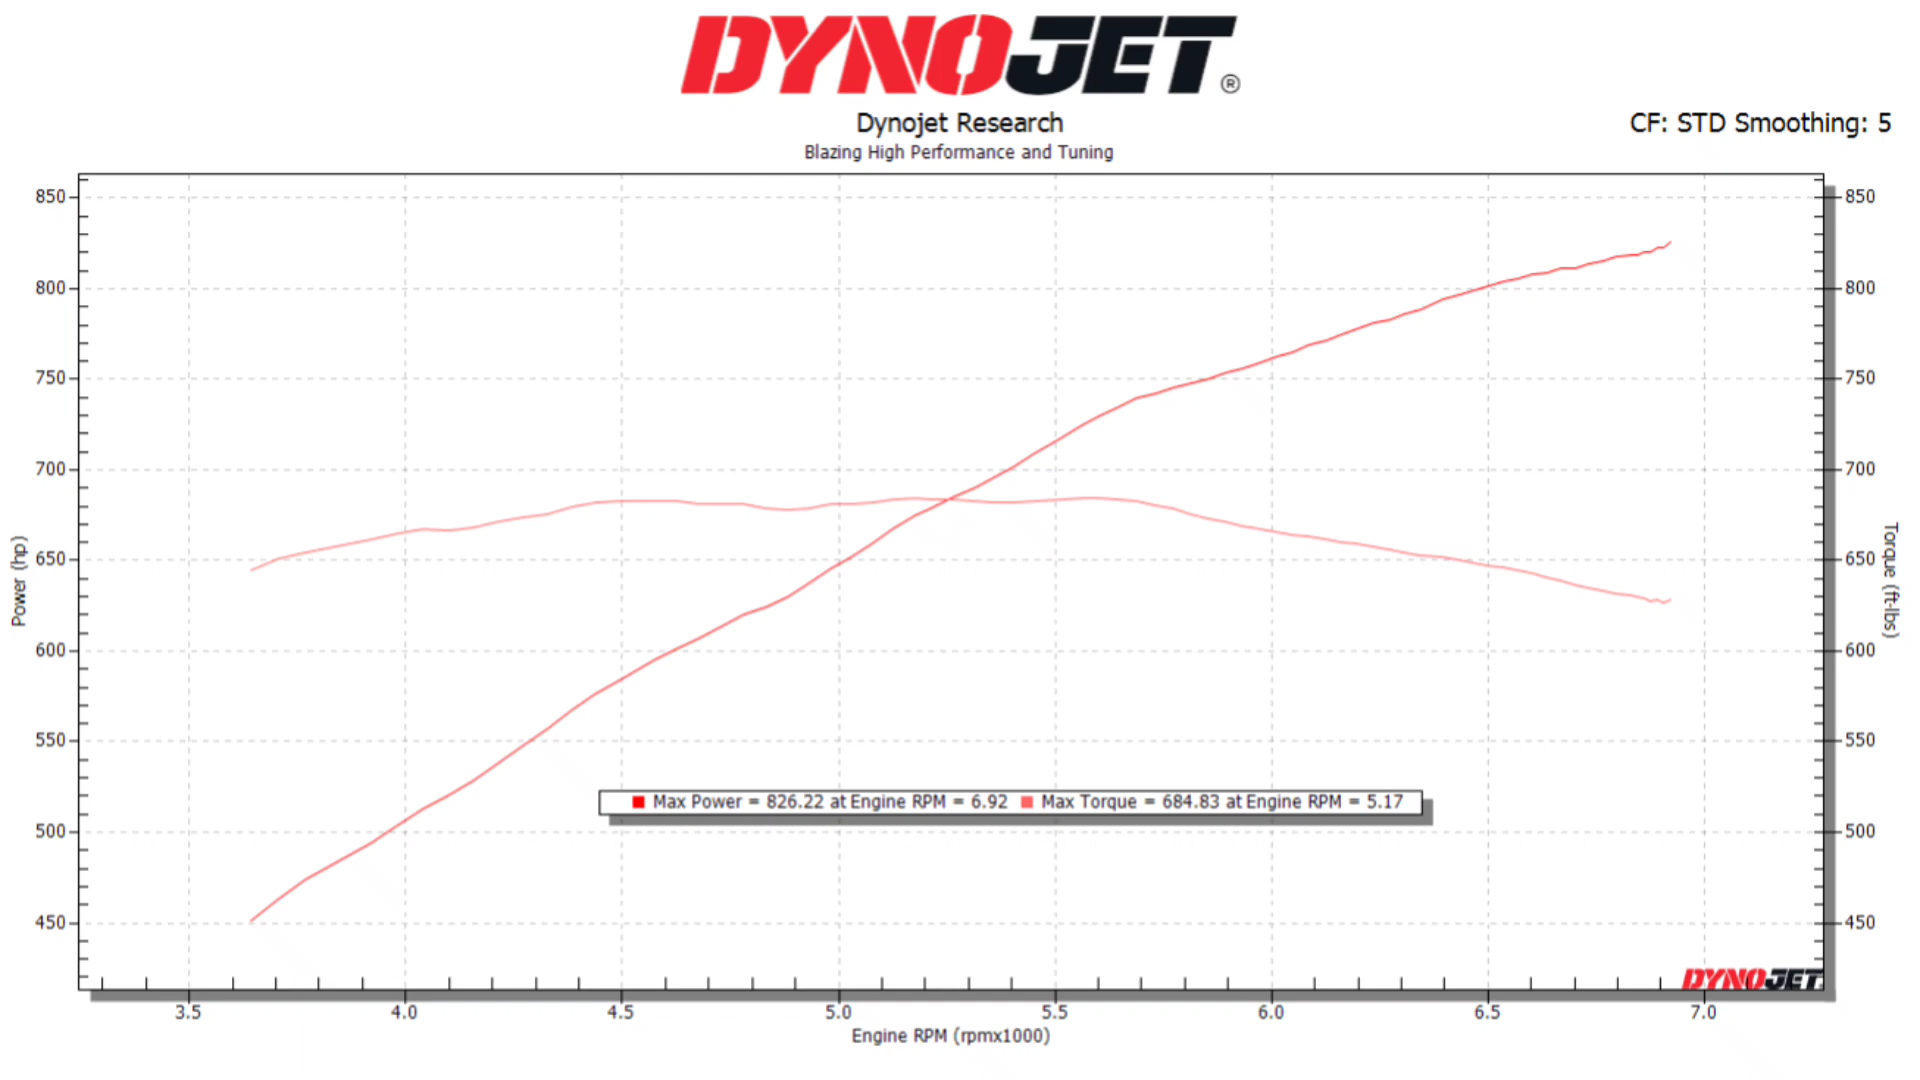 DYNOJET®
Dynojet Research
CF: STD Smoothing: 5
Blazing High Performance and Tuning
850
800
750
700
650
600
550
500
450
Power (hp)
850
800
750
700
650
600
550
500
450
Torque (ft-lbs)
Max Power = 826.22 at Engine RPM = 6.92 Max Torque = 684.83 at Engine RPM = 5.17
DYNOJET
3.5 4.0 4.5 5.0 5.5 6.0 6.5 7.0
Engine RPM (rpmx1000)